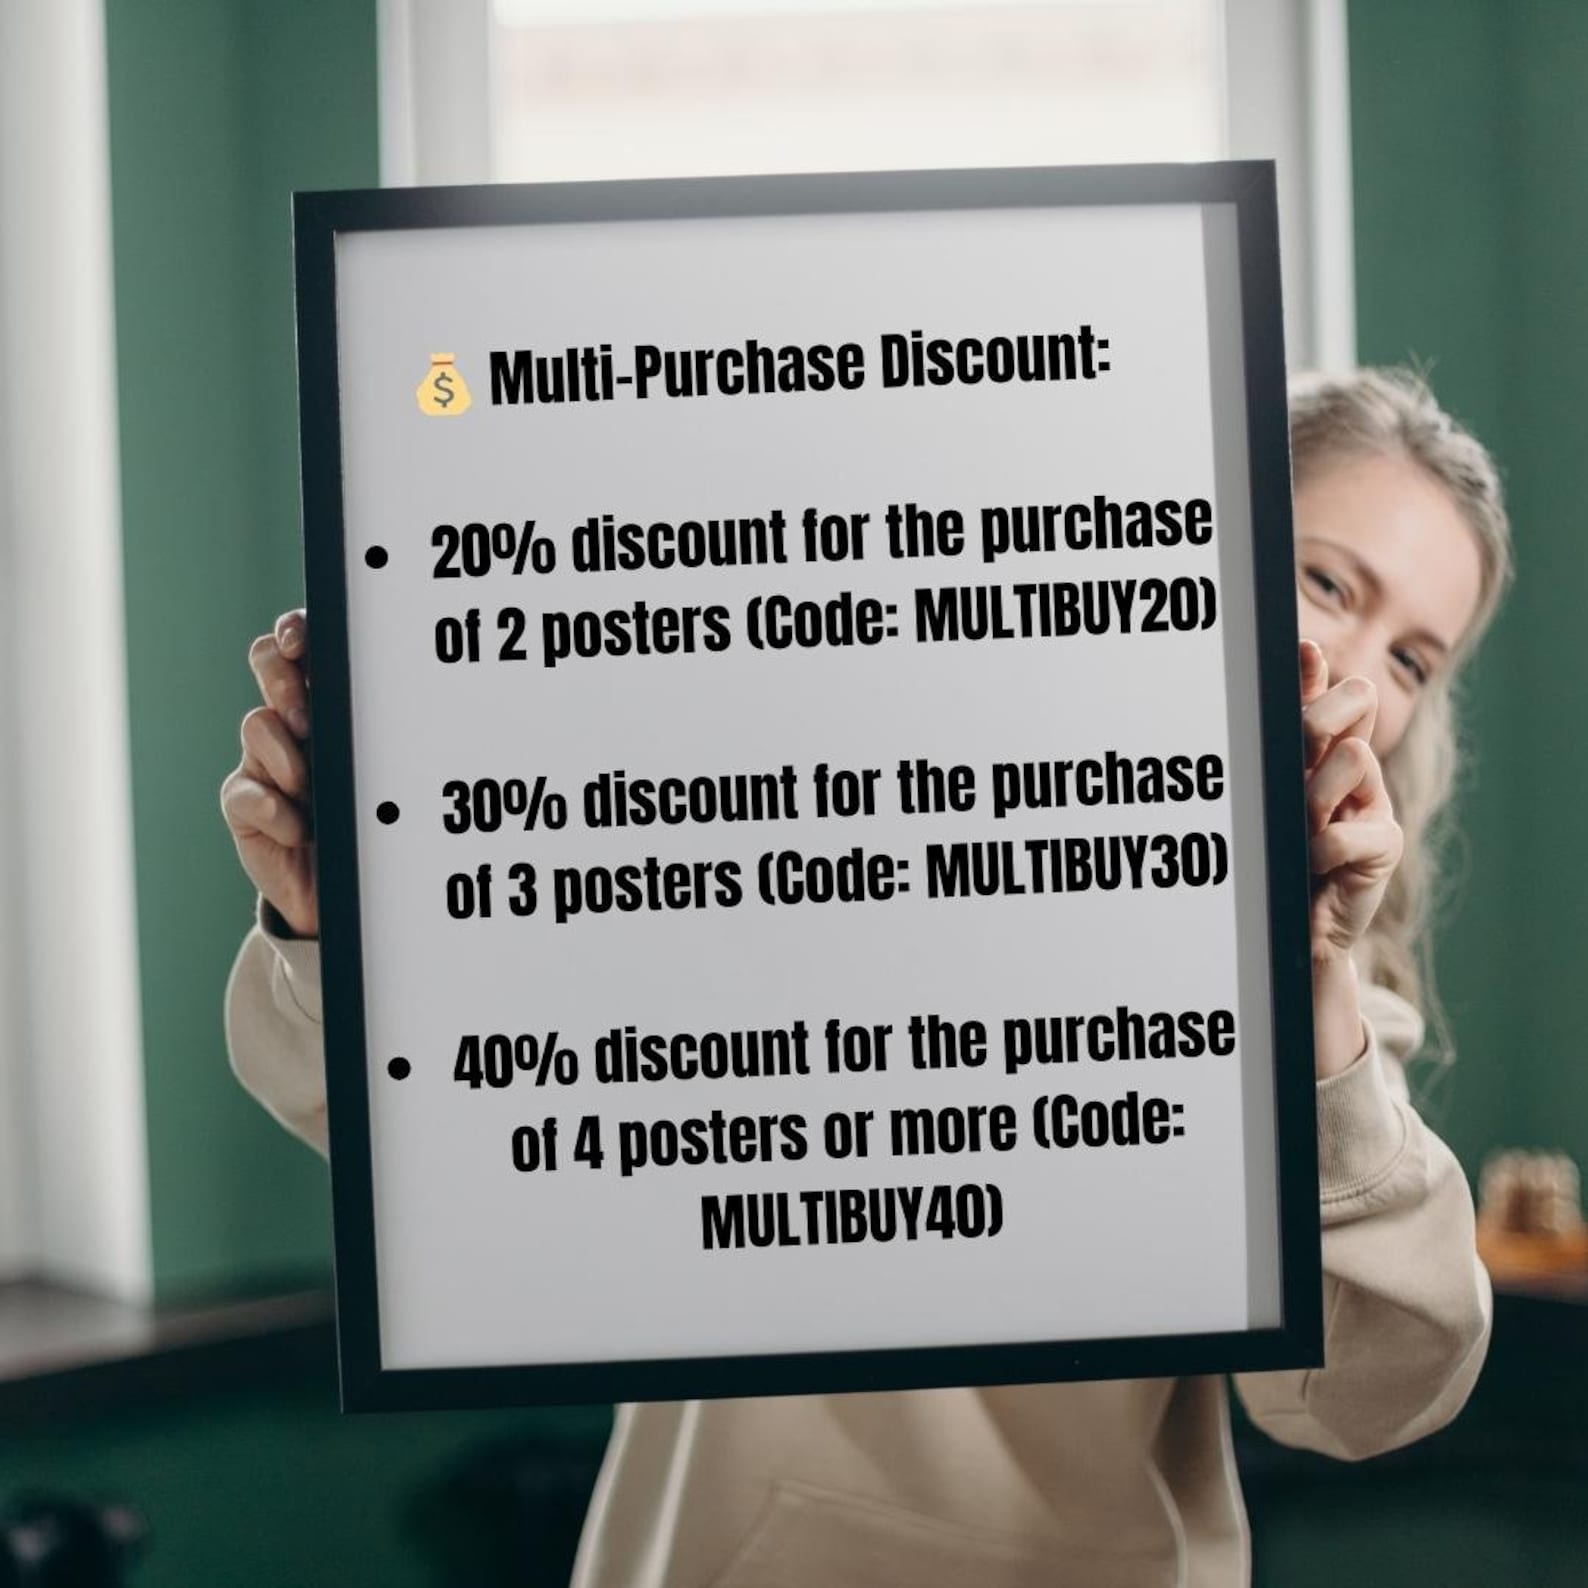 💰 Multi-Purchase Discount:
• 20% discount for the purchase
of 2 posters (Code: MULTIBUY20)
• 30% discount for the purchase
of 3 posters (Code: MULTIBUY30)
• 40% discount for the purchase
of 4 posters or more (Code:
MULTIBUY40)